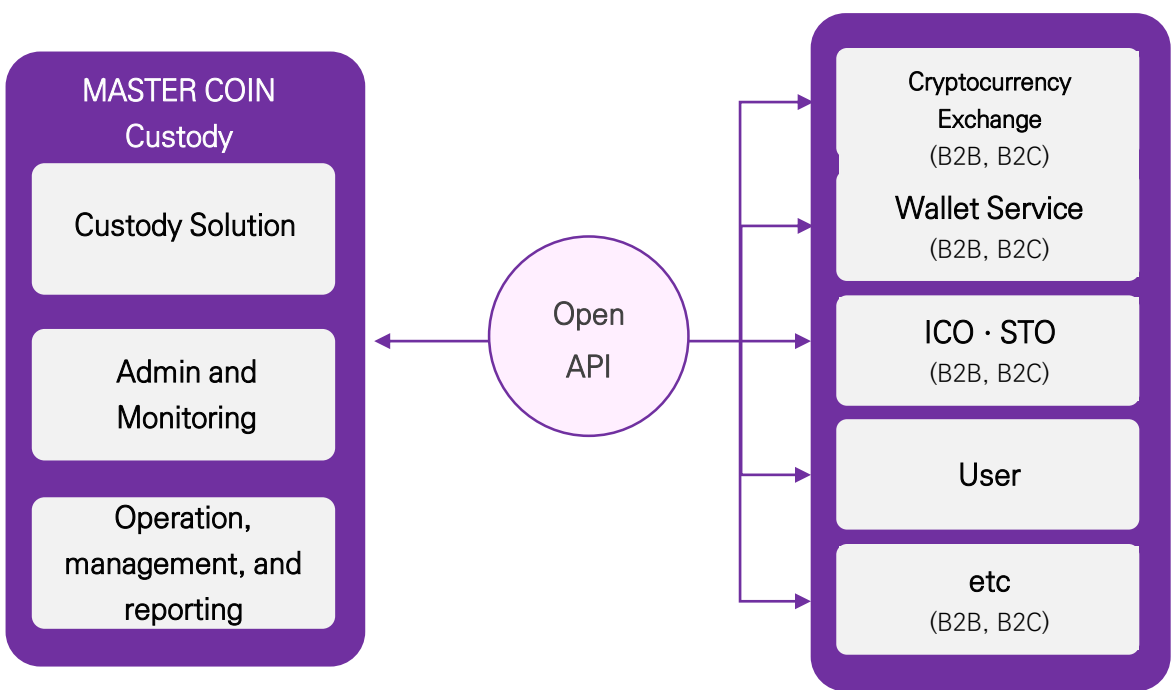 MASTER COIN
Custody
Custody Solution
Admin and
Monitoring
Operation,
management, and
reporting
Open
API
Cryptocurrency
Exchange
(B2B, B2C)
Wallet Service
(B2B, B2C)
ICO · STO
(B2B, B2C)
User
etc
(B2B, B2C)